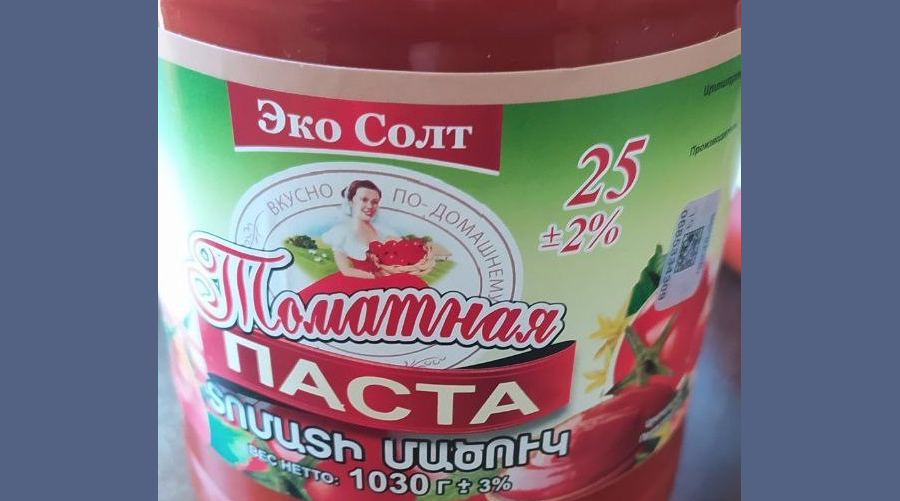 Эко Солт
ВКУСНО ПО-ДОМАШНЕМУ
25
±2%
Томатная
ПАСТА
ՏՈՄԱՏԻ ՄԱԾՈՒԿ
ВЕС НЕТТО: 1030 г ± 3%